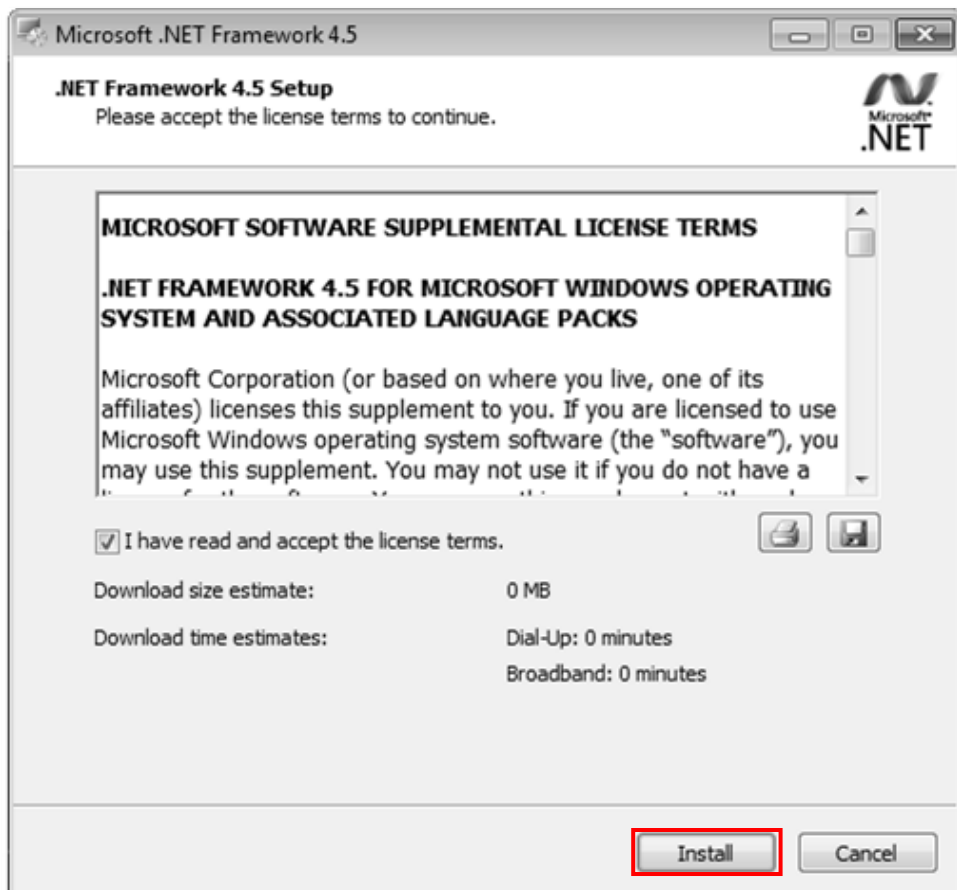 Microsoft .NET Framework 4.5
.NET Framework 4.5 Setup
Please accept the license terms to continue.
Microsoft®
.NET
MICROSOFT SOFTWARE SUPPLEMENTAL LICENSE TERMS
.NET FRAMEWORK 4.5 FOR MICROSOFT WINDOWS OPERATING
SYSTEM AND ASSOCIATED LANGUAGE PACKS
Microsoft Corporation (or based on where you live, one of its
affiliates) licenses this supplement to you. If you are licensed to use
Microsoft Windows operating system software (the “software”), you
may use this supplement. You may not use it if you do not have a
I have read and accept the license terms.
Download size estimate: 0 MB
Download time estimates: Dial-Up: 0 minutes
Broadband: 0 minutes
Install Cancel